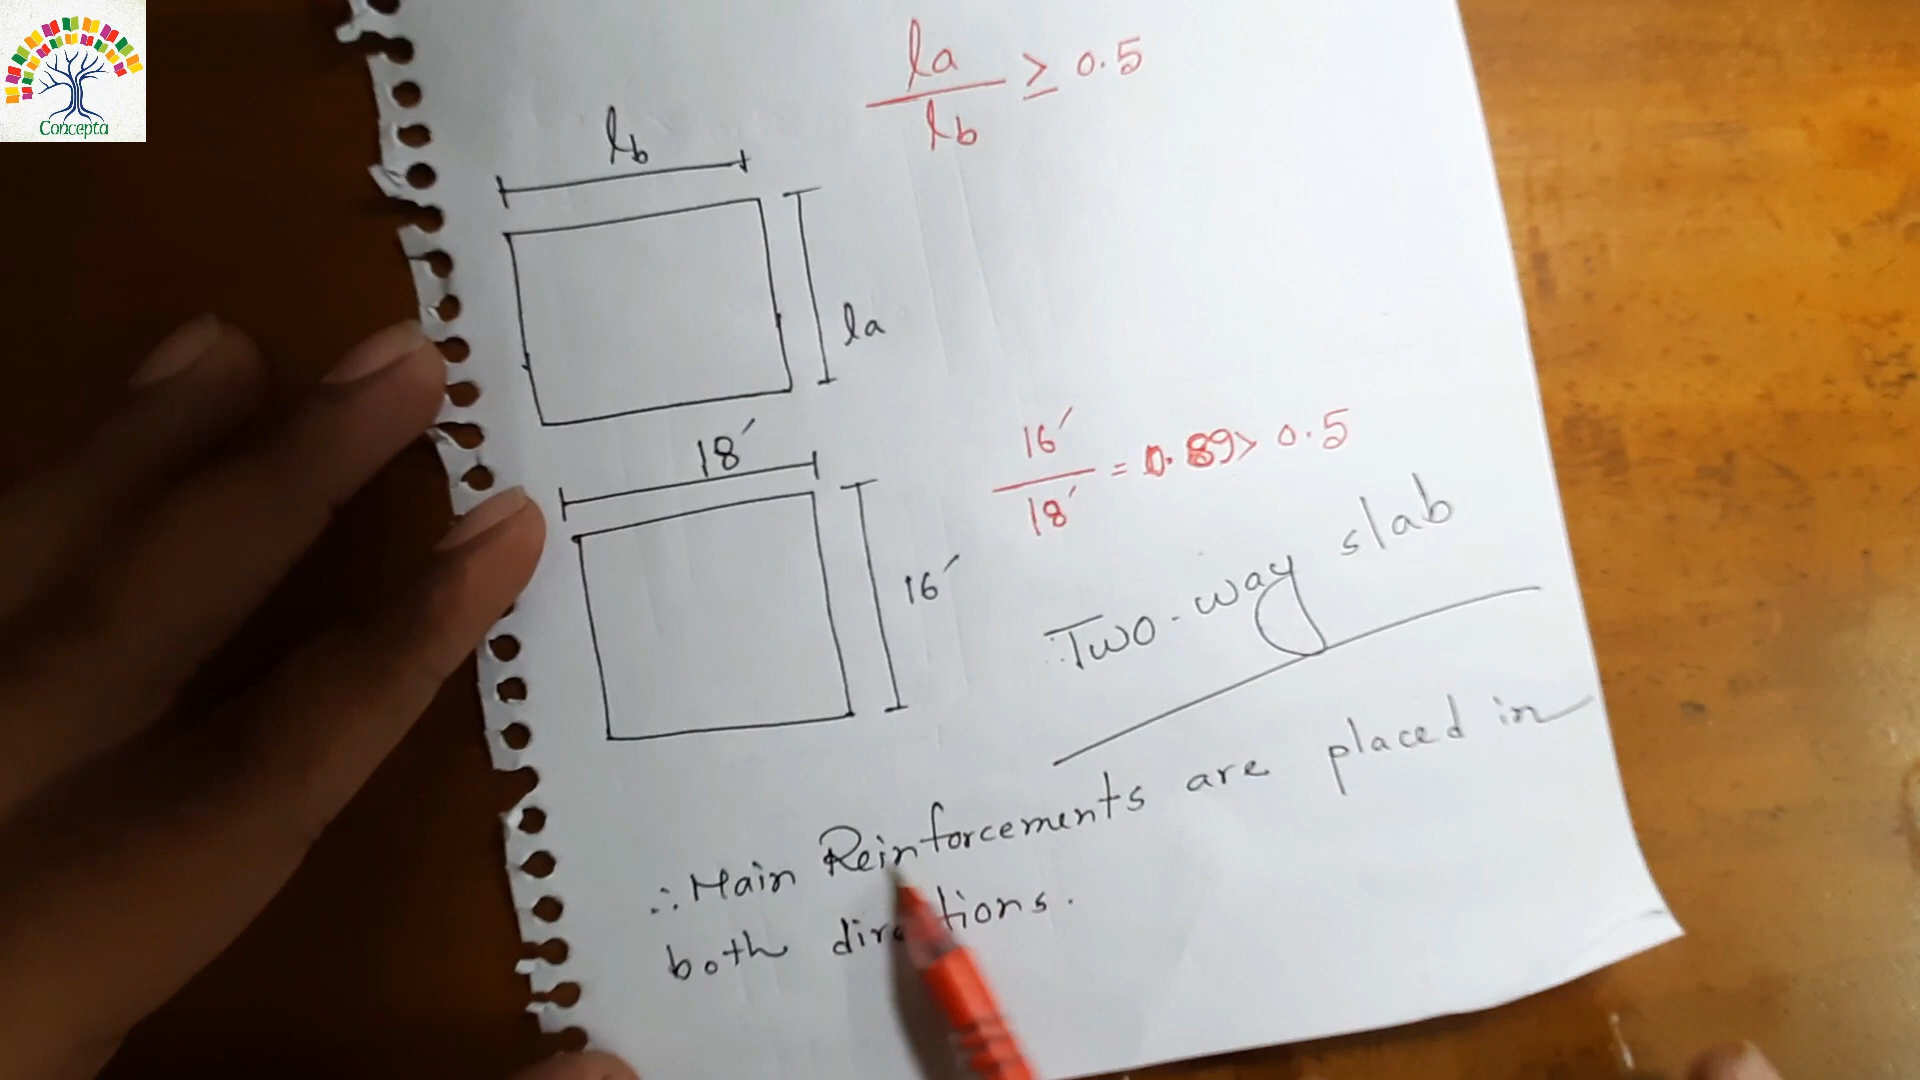 Concepta
la
lb
≥ 0.5
lb
la
18′
16′
16′
18′
= 0.89 > 0.5
Two-way slab
∴ Main Reinforcements are placed in
both directions.